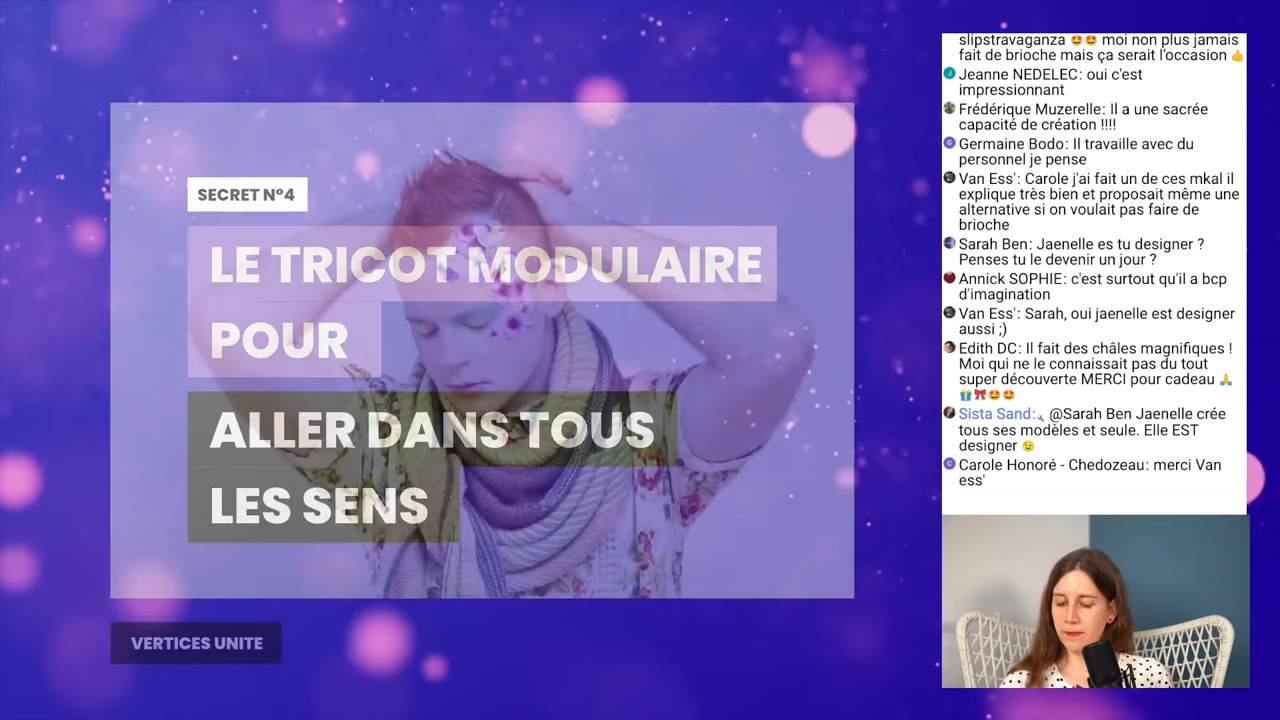 SECRET N°4
LE TRICOT MODULAIRE
POUR
ALLER DANS TOUS
LES SENS
VERTICES UNITE
slipstravaganza 🤩🤩 moi non plus jamais
fait de brioche mais ça serait l'occasion 👍
Jeanne NEDELEC: oui c'est
impressionnant
Frédérique Muzerelle: Il a une sacrée
capacité de création !!!!
Germaine Bodo: Il travaille avec du
personnel je pense
Van Ess': Carole j'ai fait un de ces mkal il
explique très bien et proposait même une
alternative si on voulait pas faire de
brioche
Sarah Ben: Jaenelle es tu designer ?
Penses tu le devenir un jour ?
Annick SOPHIE: c'est surtout qu'il a bcp
d'imagination
Van Ess': Sarah, oui jaenelle est designer
aussi ;)
Edith DC: Il fait des châles magnifiques !
Moi qui ne le connaissait pas du tout
super découverte MERCI pour cadeau 🙏
🎁🎀🤩🤩
Sista Sand:🔧 @Sarah Ben Jaenelle crée
tous ses modèles et seule. Elle EST
designer 😉
Carole Honoré - Chedozeau: merci Van
ess'